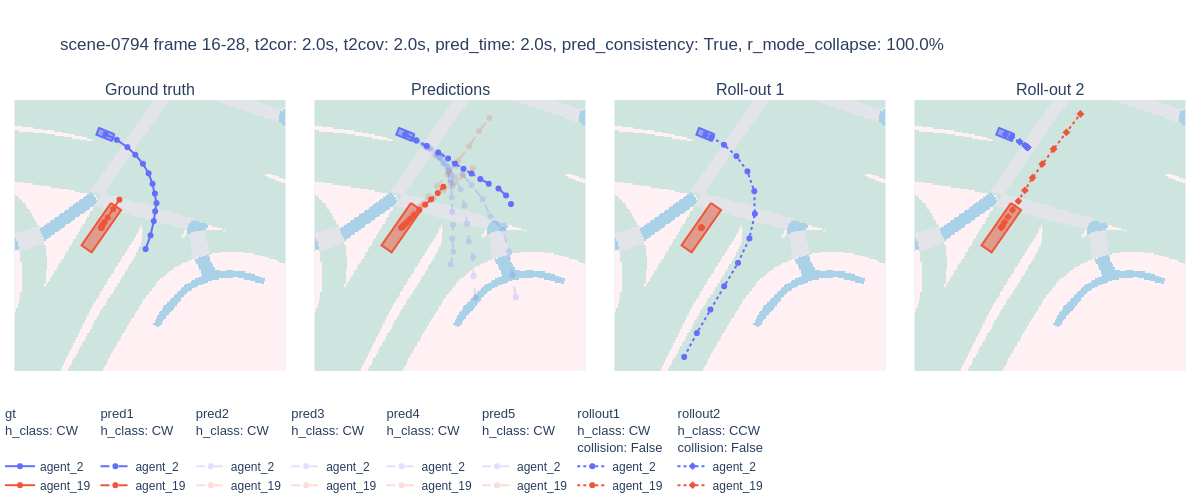 scene-0794 frame 16-28, t2cor: 2.0s, t2cov: 2.0s, pred_time: 2.0s, pred_consistency: True, r_mode_collapse: 100.0%
Ground truth
Predictions
Roll-out 1
Roll-out 2
gt
h_class: CW
agent_2
agent_19
pred1
h_class: CW
agent_2
agent_19
pred2
h_class: CW
agent_2
agent_19
pred3
h_class: CW
agent_2
agent_19
pred4
h_class: CW
agent_2
agent_19
pred5
h_class: CW
agent_2
agent_19
rollout1
h_class: CW
collision: False
agent_2
agent_19
rollout2
h_class: CCW
collision: False
agent_2
agent_19